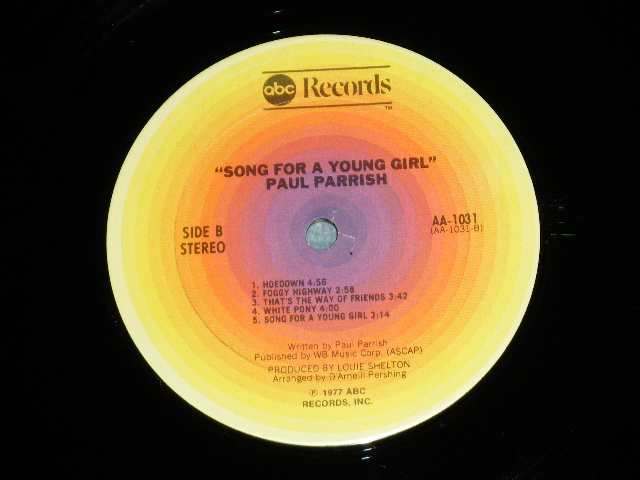 abc Records
TM
"SONG FOR A YOUNG GIRL"
PAUL PARRISH
SIDE B
STEREO
AA-1031
(AA-1031-B)
1. HOEDOWN 4:56
2. FOGGY HIGHWAY 2:58
3. THAT'S THE WAY OF FRIENDS 3:42
4. WHITE PONY 4:00
5. SONG FOR A YOUNG GIRL 3:14
Written by Paul Parrish
Published by WB Music Corp. (ASCAP)
PRODUCED BY LOUIE SHELTON
Arranged by D'Arneill Pershing
℗ 1977 ABC
RECORDS, INC.